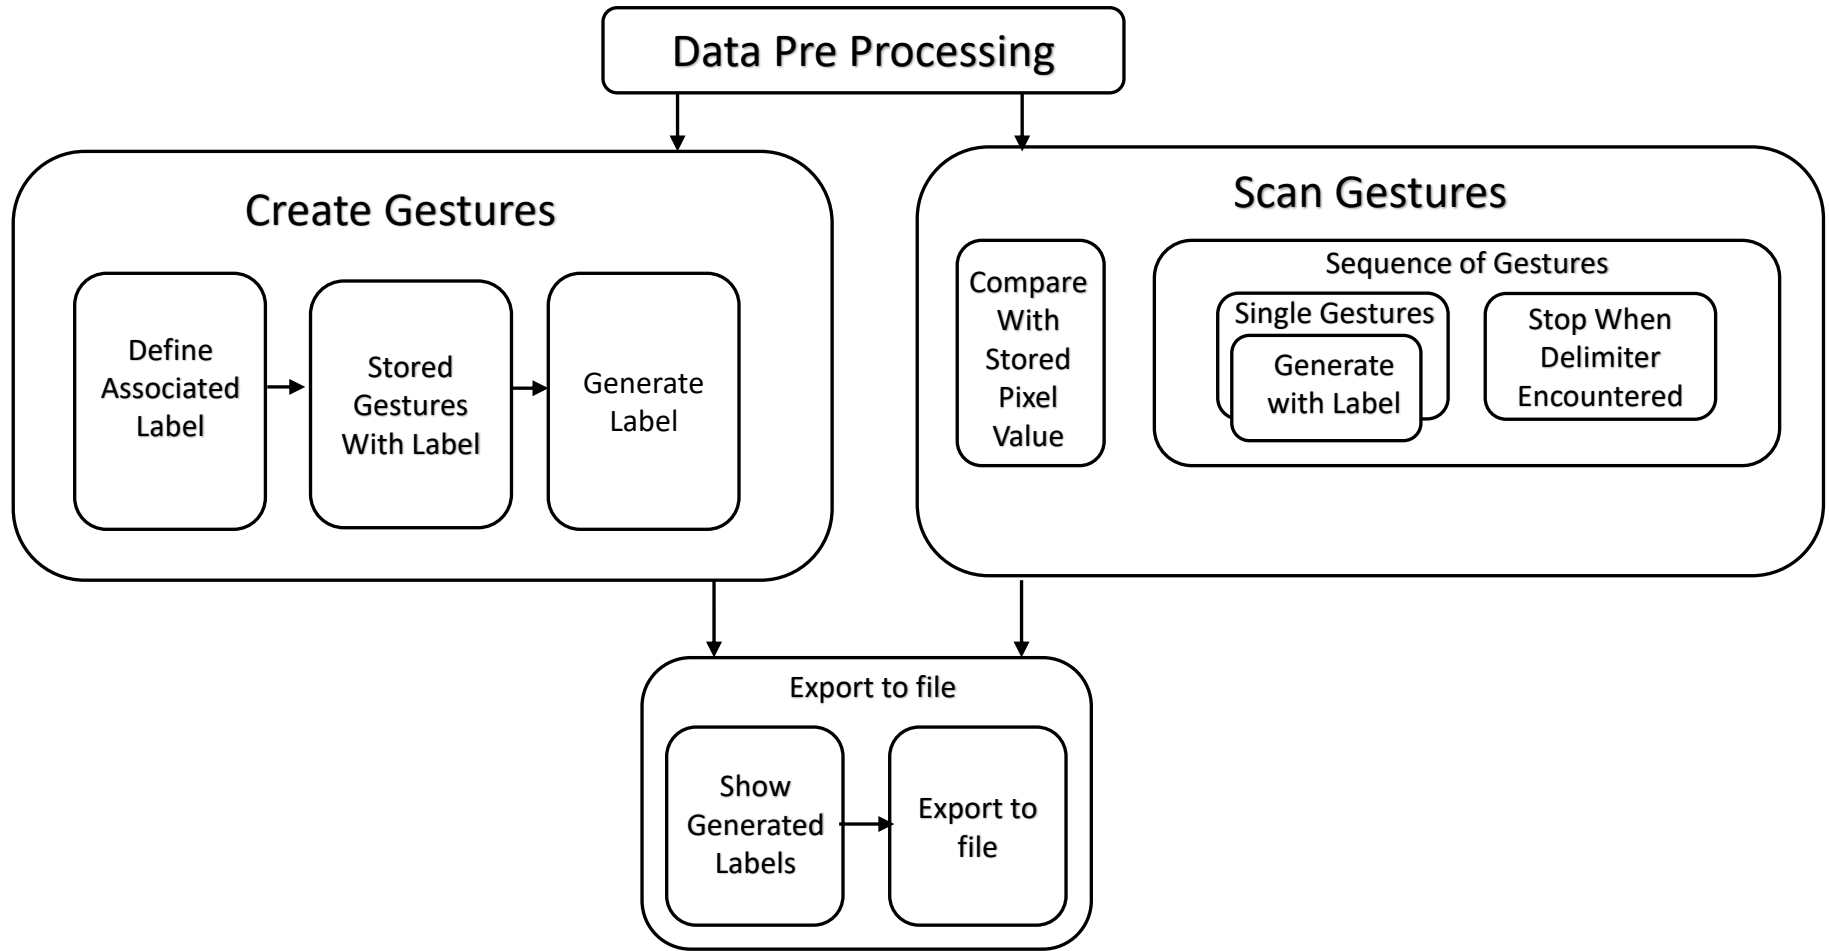 Data Pre Processing
Create Gestures
Define
Associated
Label
Stored
Gestures
With Label
Generate
Label
Scan Gestures
Compare
With
Stored
Pixel
Value
Sequence of Gestures
Single Gestures
Generate
with Label
Stop When
Delimiter
Encountered
Export to file
Show
Generated
Labels
Export to
file